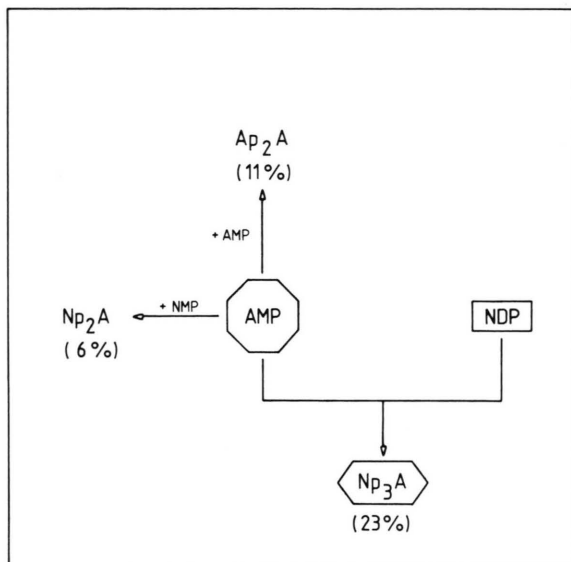 Ap₂A
(11%)
+ AMP
Np₂A
(6%)
+ NMP
AMP
NDP
Np₃A
(23%)